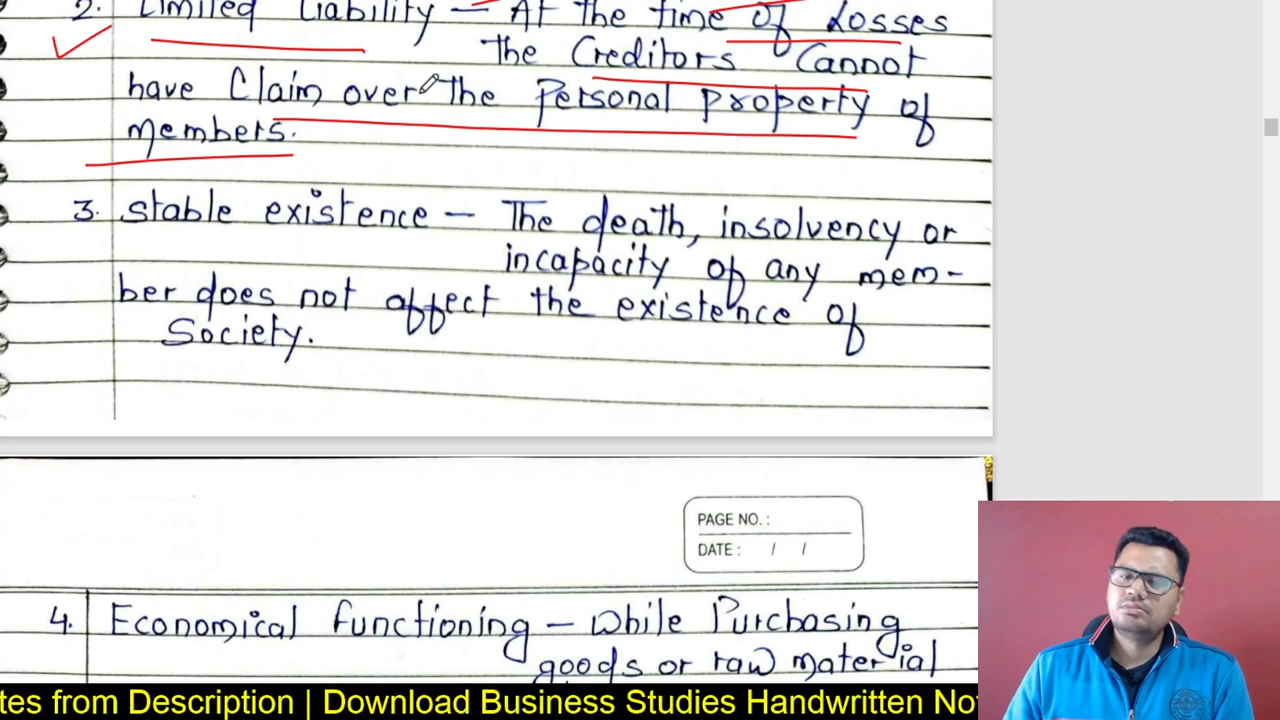 2. Limited Liability – At the time of Losses
the Creditors Cannot
have Claim over the Personal property of
members.
3. stable existence – The death, insolvency or
incapacity of any mem-
ber does not affect the existence of
Society.
PAGE NO. :
DATE : / /
4. Economical functioning – while Purchasing
goods or raw material
tes from Description | Download Business Studies Handwritten No